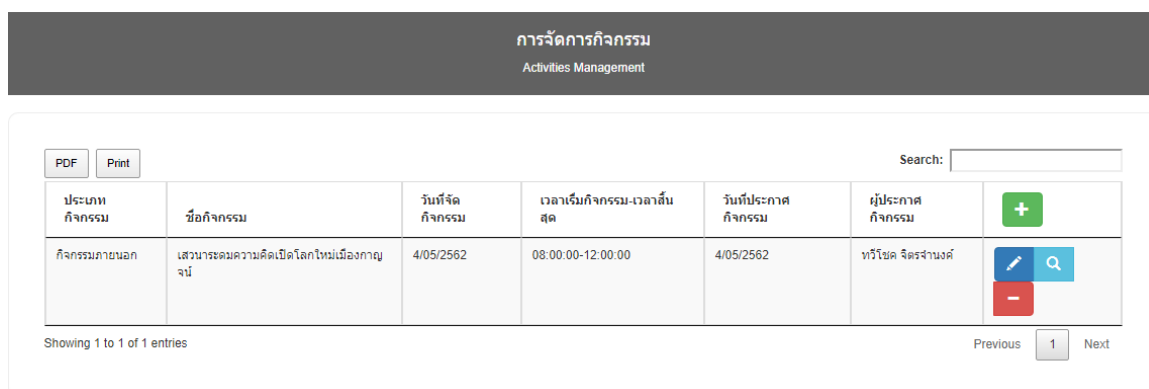 การจัดการกิจกรรม
Activities Management
PDF Print Search:
ประเภท
กิจกรรม
ชื่อกิจกรรม
วันที่จัด
กิจกรรม
เวลาเริ่มกิจกรรม-เวลาสิ้น
สุด
วันที่ประกาศ
กิจกรรม
ผู้ประกาศ
กิจกรรม
กิจกรรมภายนอก
เสวนาระดมความคิดเปิดโลกใหม่เมืองกาญ
จน์
4/05/2562
08:00:00-12:00:00
4/05/2562
ทวีโชค จิตรจำนงค์
Showing 1 to 1 of 1 entries
Previous 1 Next